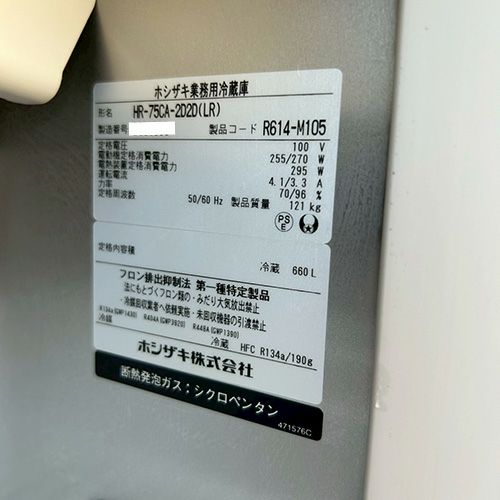 ホシザキ業務用冷蔵庫
形名 HR-75CA-2D2D(LR)
製造番号 製品コード R614-M105
定格電圧 100 V
電動機定格消費電力 255/270 W
電熱装置定格消費電力 295 W
運転電流 4.1/3.3 A
力率 70/96 %
定格周波数 50/60 Hz 製品質量 121 kg
PS
E
定格内容積
冷蔵 660 L
フロン排出抑制法 第一種特定製品
法にもとづくフロン類の・みだり大気放出禁止
・冷媒回収業者へ依頼実施・未回収機器の引渡禁止
R134a(GWP1430) R404A(GWP3920) R448A(GWP1390)
冷媒 冷蔵 HFC R134a/190g
ホシザキ株式会社
断熱発泡ガス：シクロペンタン
471576C